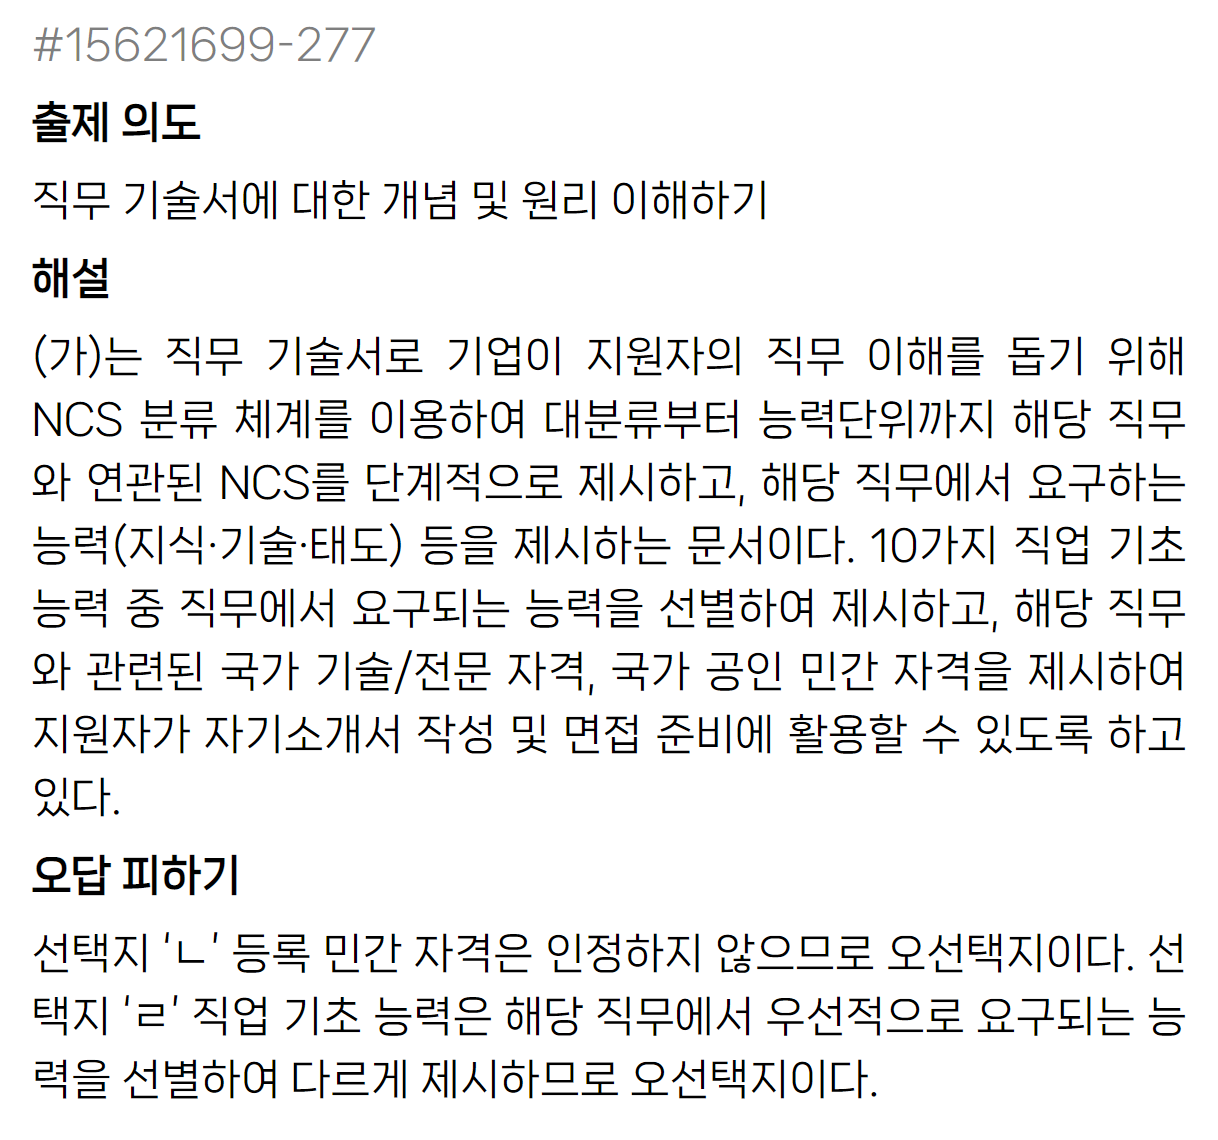 #15621699-277
출제 의도
직무 기술서에 대한 개념 및 원리 이해하기
해설
(가)는 직무 기술서로 기업이 지원자의 직무 이해를 돕기 위해
NCS 분류 체계를 이용하여 대분류부터 능력단위까지 해당 직무
와 연관된 NCS를 단계적으로 제시하고, 해당 직무에서 요구하는
능력(지식·기술·태도) 등을 제시하는 문서이다. 10가지 직업 기초
능력 중 직무에서 요구되는 능력을 선별하여 제시하고, 해당 직무
와 관련된 국가 기술/전문 자격, 국가 공인 민간 자격을 제시하여
지원자가 자기소개서 작성 및 면접 준비에 활용할 수 있도록 하고
있다.
오답 피하기
선택지 ‘ㄴ’ 등록 민간 자격은 인정하지 않으므로 오선택지이다. 선
택지 ‘ㄹ’ 직업 기초 능력은 해당 직무에서 우선적으로 요구되는 능
력을 선별하여 다르게 제시하므로 오선택지이다.